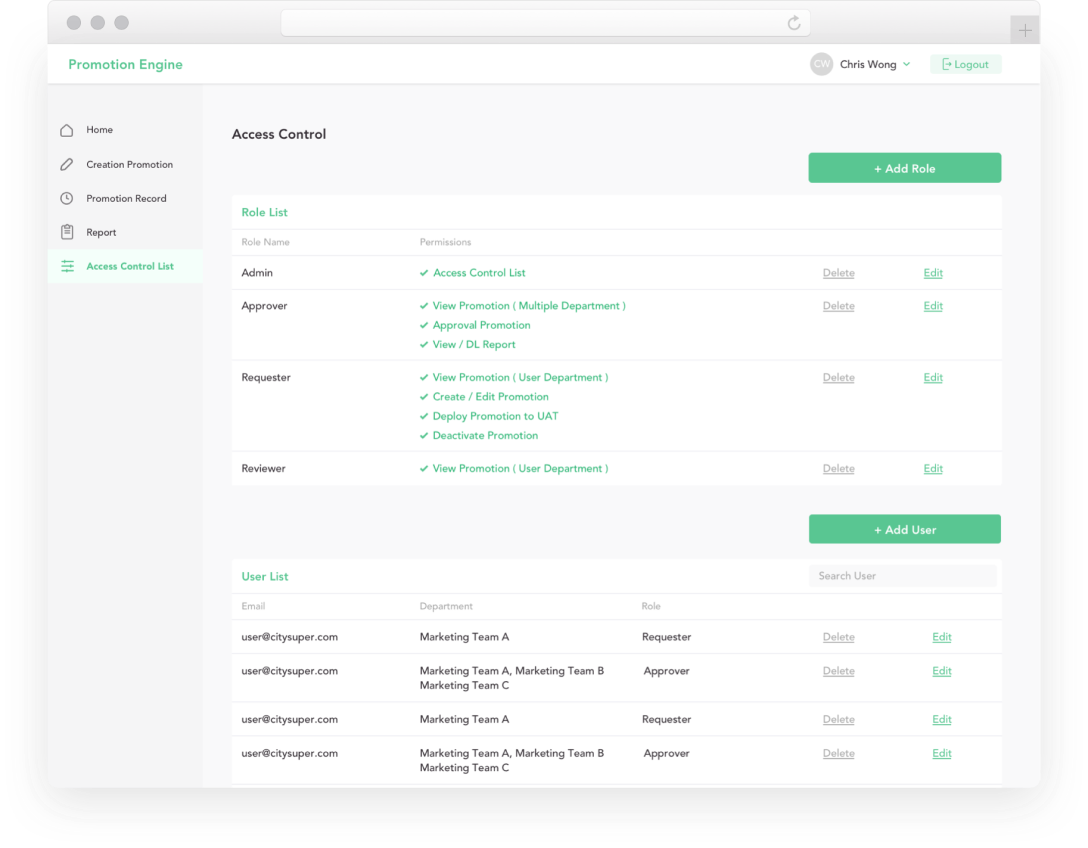 Promotion Engine
CW Chris Wong Logout
Home
Creation Promotion
Promotion Record
Report
Access Control List
Access Control
+ Add Role
Role List
Role Name Permissions
Admin Access Control List Delete Edit
Approver View Promotion ( Multiple Department ) Delete Edit
Approval Promotion
View / DL Report
Requester View Promotion ( User Department ) Delete Edit
Create / Edit Promotion
Deploy Promotion to UAT
Deactivate Promotion
Reviewer View Promotion ( User Department ) Delete Edit
+ Add User
User List Search User
Email Department Role
user@citysuper.com Marketing Team A Requester Delete Edit
user@citysuper.com Marketing Team A, Marketing Team B Approver Delete Edit
Marketing Team C
user@citysuper.com Marketing Team A Requester Delete Edit
user@citysuper.com Marketing Team A, Marketing Team B Approver Delete Edit
Marketing Team C